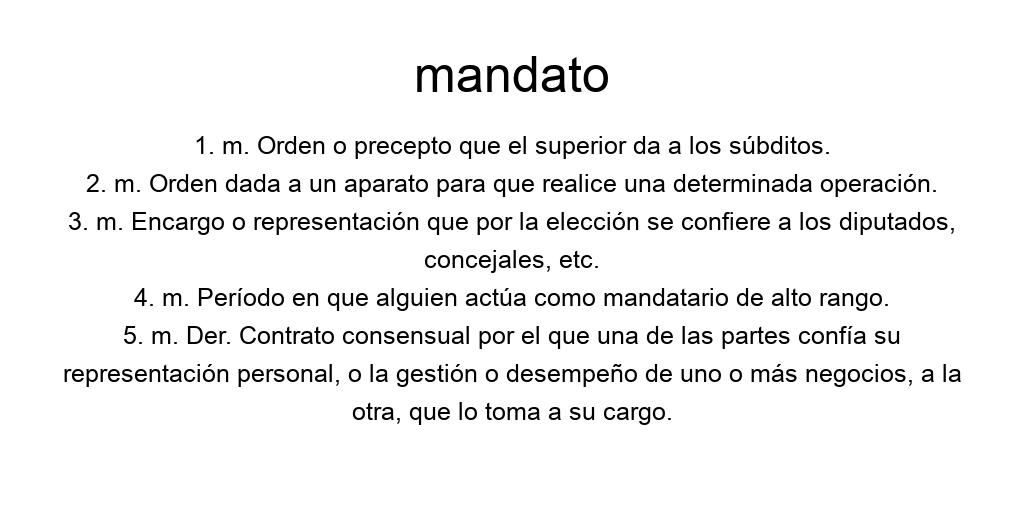 mandato
1. m. Orden o precepto que el superior da a los súbditos.
2. m. Orden dada a un aparato para que realice una determinada operación.
3. m. Encargo o representación que por la elección se confiere a los diputados,
concejales, etc.
4. m. Período en que alguien actúa como mandatario de alto rango.
5. m. Der. Contrato consensual por el que una de las partes confía su
representación personal, o la gestión o desempeño de uno o más negocios, a la
otra, que lo toma a su cargo.